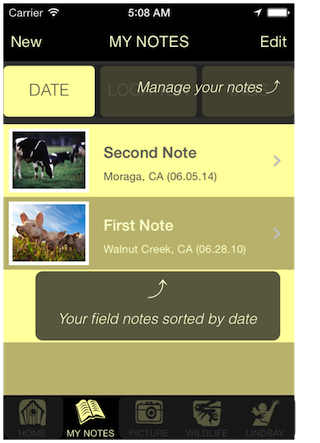 Carrier 5:08 AM
New MY NOTES Edit
DATE Manage your notes
Second Note
Moraga, CA (06.05.14)
First Note
Walnut Creek, CA (06.28.10)
Your field notes sorted by date
HOME MY NOTES PICTURE WILDLIFE LINDSAY